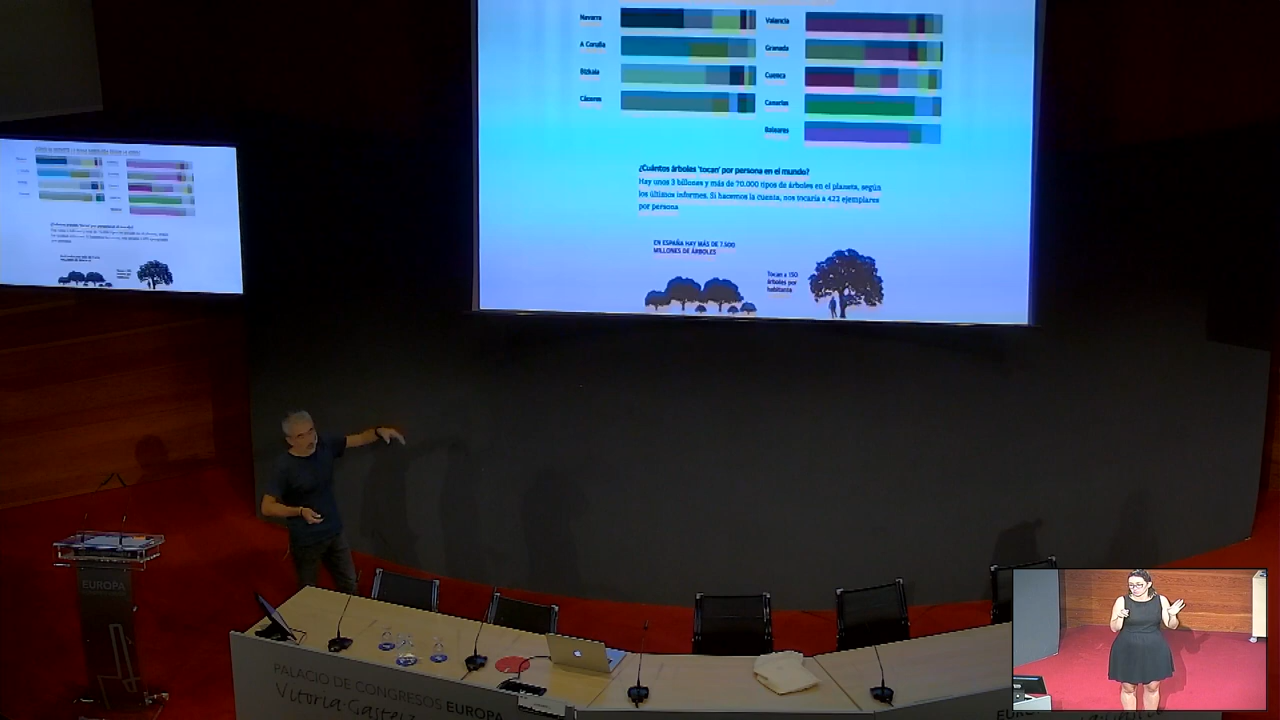 Navarra
Valencia
A Coruña
Granada
Bizkaia
Cuenca
Cáceres
Canarias
Baleares
¿Cuántos árboles 'tocan' por persona en el mundo?
Hay unos 3 billones y más de 70.000 tipos de árboles en el planeta, según
los últimos informes. Si hacemos la cuenta, nos tocaría a 422 ejemplares
por persona
EN ESPAÑA HAY MÁS DE 7.500
MILLONES DE ÁRBOLES
Tocan a 150
árboles por
habitante
EUROPA
PALACIO DE CONGRESOS EUROPA
Vitoria-Gasteiz